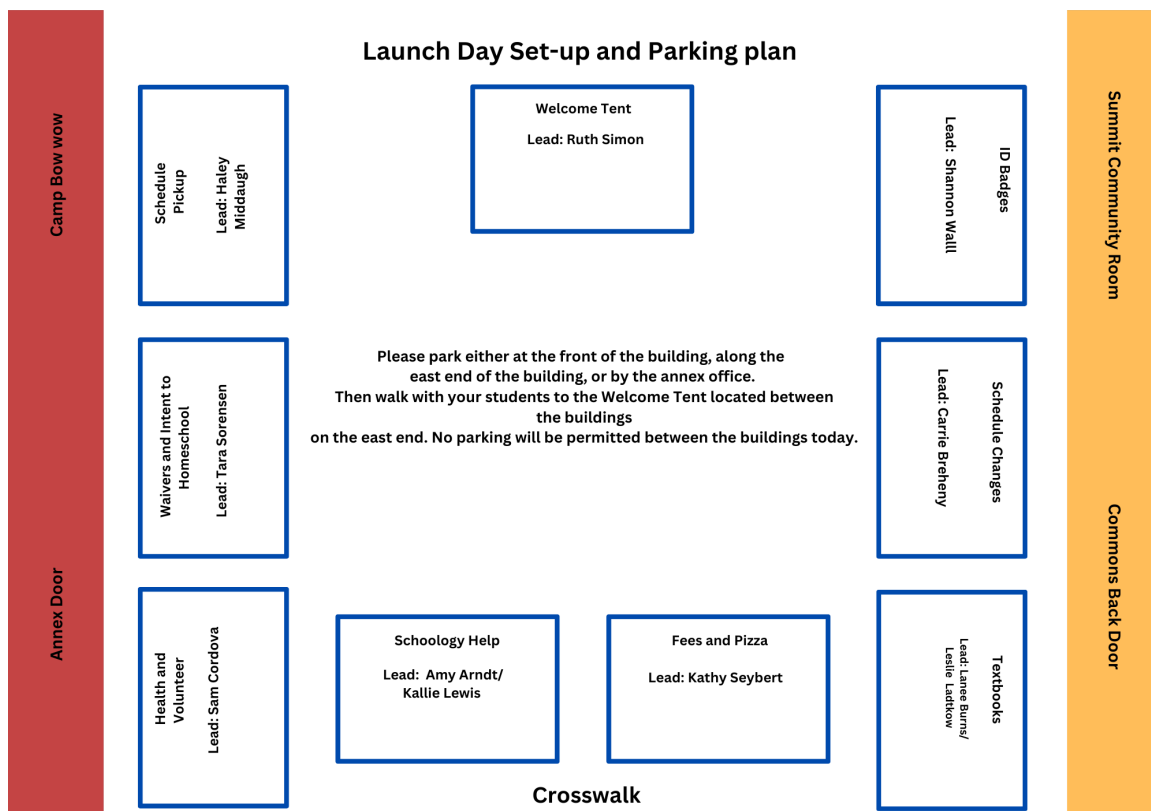 Launch Day Set-up and Parking plan
Camp Bow wow
Annex Door
Schedule
Pickup
Lead: Haley
Middaugh
Welcome Tent
Lead: Ruth Simon
ID Badges
Lead:  Shannon Walll
Summit Community Room
Commons Back Door
Waivers and Intent to
Homeschool
Lead: Tara Sorensen
Please park either at the front of the building, along the
east end of the building, or by the annex office.
Then walk with your students to the Welcome Tent located between
the buildings
on the east end. No parking will be permitted between the buildings today.
Schedule Changes
Lead: Carrie Breheny
Health and
Volunteer
Lead: Sam Cordova
Schoology Help
Lead:  Amy Arndt/
Kallie Lewis
Fees and Pizza
Lead: Kathy Seybert
Textbooks
Lead: Lanee Burns/
Leslie  Ladtkow
Crosswalk